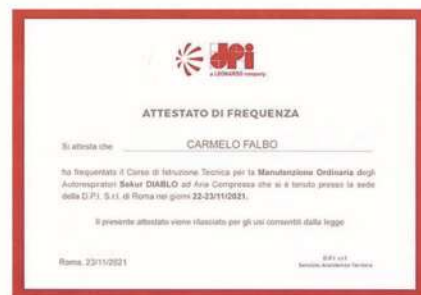 DPi
a LEONARDO company
ATTESTATO DI FREQUENZA
Si attesta che CARMELO FALBO
ha frequentato il Corso di Istruzione Tecnica per la Manutenzione Ordinaria degli
Autorespiratori Sekur DIABLO ad Aria Compressa che si è tenuto presso la sede
della D.P.I. S.r.l. di Roma nei giorni 22-23/11/2021.
Il presente attestato viene rilasciato per gli usi consentiti dalla legge
Roma, 23/11/2021
D.P.I. s.r.l
Servizio Assistenza Tecnica